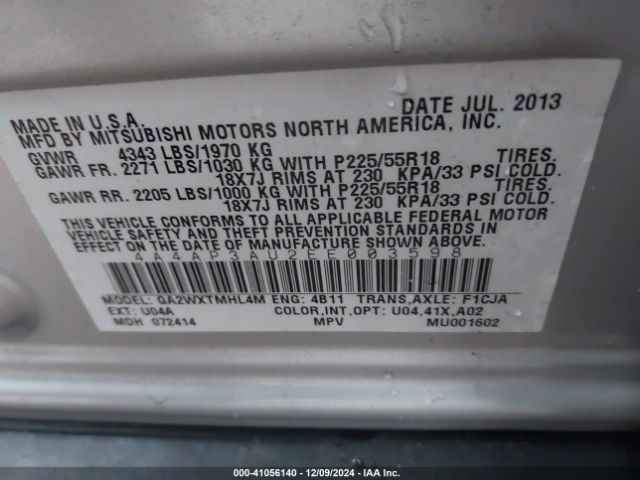 MADE IN U.S.A. DATE JUL. 2013
MFD BY MITSUBISHI MOTORS NORTH AMERICA, INC.
GVWR 4343 LBS/1970 KG
GAWR FR. 2271 LBS/1030 KG WITH P225/55R18 TIRES.
18X7J RIMS AT 230 KPA/33 PSI COLD.
GAWR RR. 2205 LBS/1000 KG WITH P225/55R18 TIRES.
18X7J RIMS AT 230 KPA/33 PSI COLD.
THIS VEHICLE CONFORMS TO ALL APPLICABLE FEDERAL MOTOR
VEHICLE SAFETY AND THEFT PREVENTION STANDARDS IN
EFFECT ON THE DATE OF MANUFACTURE SHOWN ABOVE.
4A4AP3AU2EE003598
MODEL: GA2WXTMHL4M ENG: 4B11 TRANS,AXLE: F1CJA
EXT: U04A COLOR,INT,OPT: U04,41X,A02
MDH 072414 MPV MU001602
IAA - 41056140 - 12/09/2024 - IAA Inc.